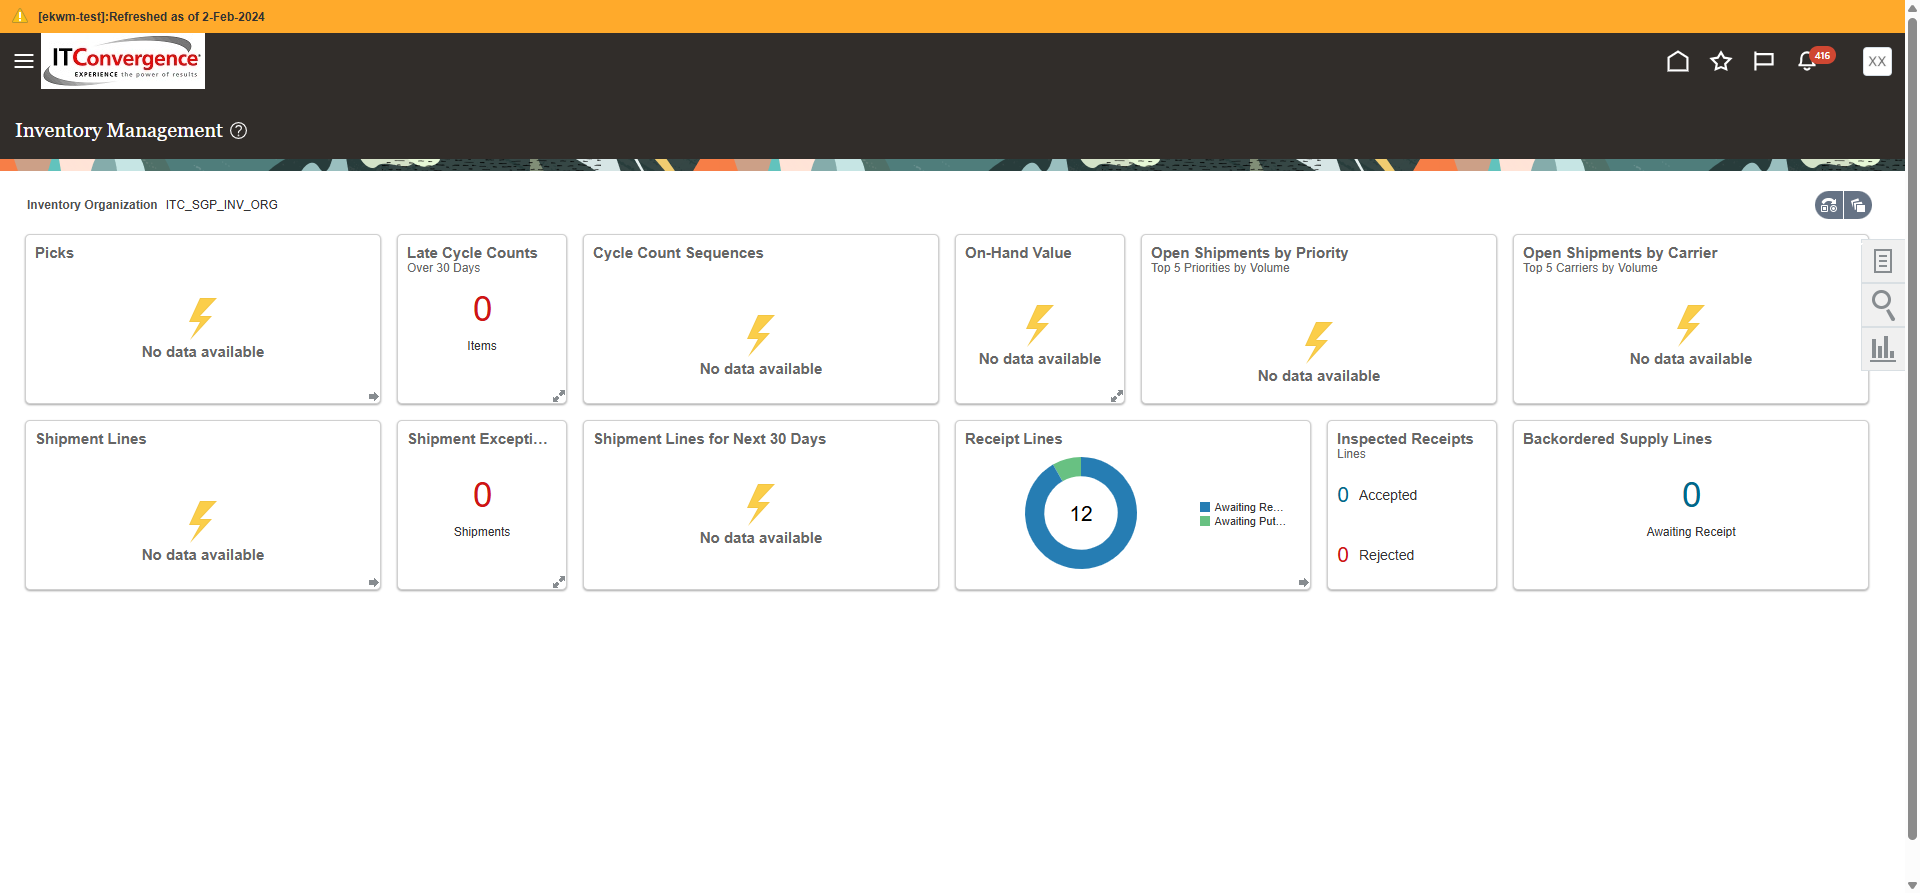 [ekwm-test]:Refreshed as of 2-Feb-2024
ITConvergence
EXPERIENCE the power of results
416
XX
Inventory Management ?
Inventory Organization ITC_SGP_INV_ORG
Picks
No data available
Late Cycle Counts
Over 30 Days
0
Items
Cycle Count Sequences
No data available
On-Hand Value
No data available
Open Shipments by Priority
Top 5 Priorities by Volume
No data available
Open Shipments by Carrier
Top 5 Carriers by Volume
No data available
Shipment Lines
No data available
Shipment Excepti...
0
Shipments
Shipment Lines for Next 30 Days
No data available
Receipt Lines
12
Awaiting Re...
Awaiting Put...
Inspected Receipts
Lines
0 Accepted
0 Rejected
Backordered Supply Lines
0
Awaiting Receipt